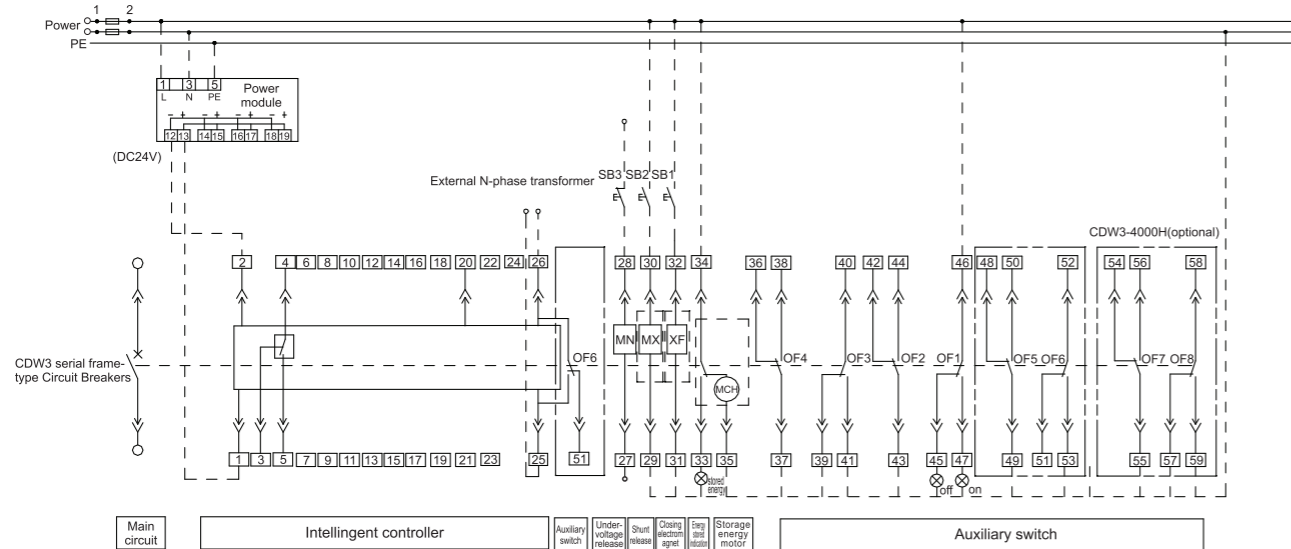 1 2
Power
PE
1 3 5
L N PE Power
module
- + - + - + - +
12 13 14 15 16 17 18 19
(DC24V)
External N-phase transformer
SB3 SB2 SB1
E E E
CDW3-4000H(optional)
2 4 6 8 10 12 14 16 18 20 22 24 26 28 30 32 34 36 38 40 42 44 46 48 50 52 54 56 58
MN MX XF
MCH
CDW3 serial frame-
type Circuit Breakers
OF6 OF4 OF3 OF2 OF1 OF5 OF6 OF7 OF8
1 3 5 7 9 11 13 15 17 19 21 23 25 51 27 29 31 33 35 37 39 41 43 45 47 49 51 53 55 57 59
stored
energy
off on
Main
circuit
Intellingent controller
Auxiliary
switch
Under-
voltage
release
Shunt
release
Closing
electrom
agnet
Energy
stored
indication
Storage
energy
motor
Auxiliary switch